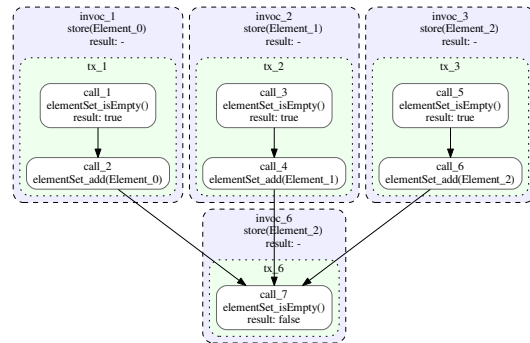 invoc_1
store(Element_0)
result: -
tx_1
call_1
elementSet_isEmpty()
result: true
call_2
elementSet_add(Element_0)
invoc_2
store(Element_1)
result: -
tx_2
call_3
elementSet_isEmpty()
result: true
call_4
elementSet_add(Element_1)
invoc_3
store(Element_2)
result: -
tx_3
call_5
elementSet_isEmpty()
result: true
call_6
elementSet_add(Element_2)
invoc_6
store(Element_2)
result: -
tx_6
call_7
elementSet_isEmpty()
result: false